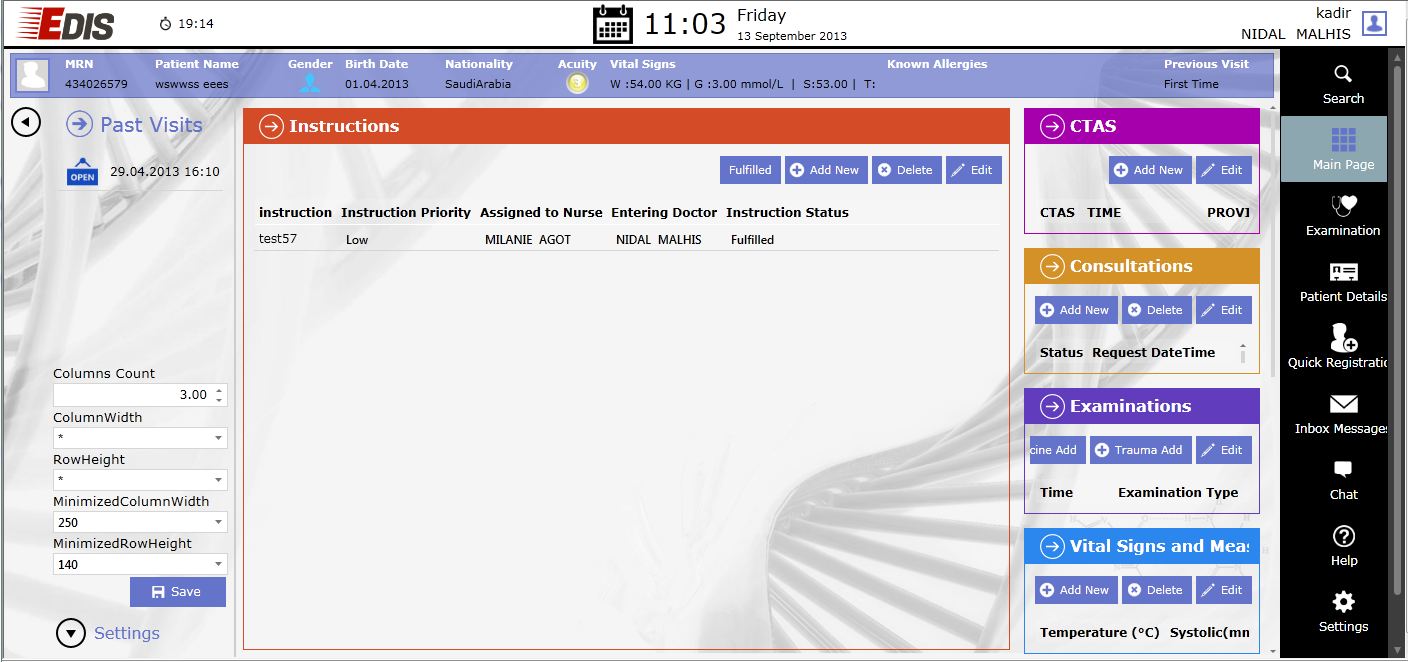 EDIS
19:14
11:03
Friday
13 September 2013
kadir
NIDAL MALHIS
MRN Patient Name Gender Birth Date Nationality Acuity Vital Signs Known Allergies Previous Visit
434026579 wswwss eees 01.04.2013 SaudiArabia 3 W :54.00 KG | G :3.00 mmol/L | S:53.00 | T: First Time
Past Visits
OPEN 29.04.2013 16:10
Columns Count
3.00
ColumnWidth
*
RowHeight
*
MinimizedColumnWidth
250
MinimizedRowHeight
140
Save
Settings
Instructions
Fulfilled Add New Delete Edit
instruction Instruction Priority Assigned to Nurse Entering Doctor Instruction Status
test57 Low MILANIE AGOT NIDAL MALHIS Fulfilled
CTAS
Add New Edit
CTAS TIME PROVI
Consultations
Add New Delete Edit
Status Request DateTime
Examinations
cine Add Trauma Add Edit
Time Examination Type
Vital Signs and Meas
Add New Delete Edit
Temperature (°C) Systolic(mm
Search
Main Page
Examination
Patient Details
Quick Registratio
Inbox Messages
Chat
Help
Settings